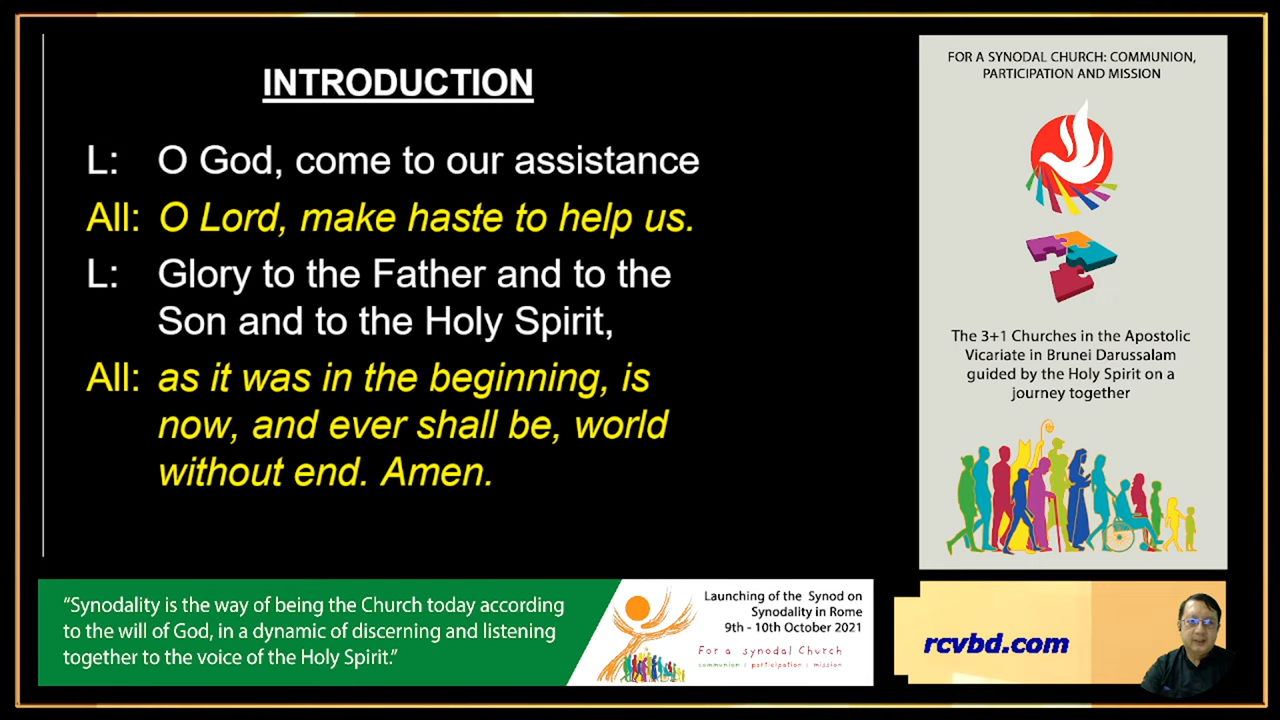 INTRODUCTION
L: O God, come to our assistance
All: O Lord, make haste to help us.
L: Glory to the Father and to the
Son and to the Holy Spirit,
All: as it was in the beginning, is
now, and ever shall be, world
without end. Amen.
FOR A SYNODAL CHURCH: COMMUNION,
PARTICIPATION AND MISSION
The 3+1 Churches in the Apostolic
Vicariate in Brunei Darussalam
guided by the Holy Spirit on a
journey together
“Synodality is the way of being the Church today according
to the will of God, in a dynamic of discerning and listening
together to the voice of the Holy Spirit.”
Launching of the Synod on
Synodality in Rome
9th - 10th October 2021
For a synodal Church
communion | participation | mission
rcvbd.com